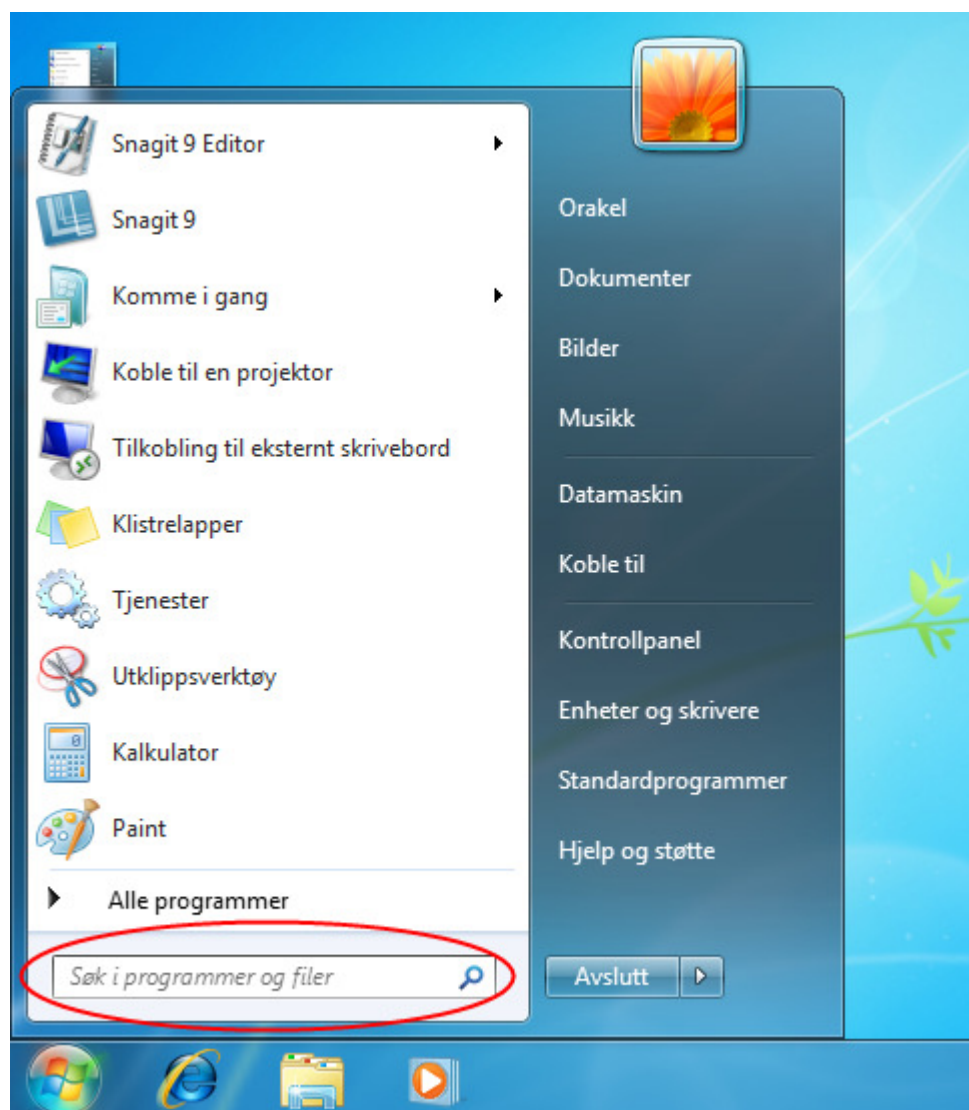 Snagit 9 Editor
Snagit 9
Komme i gang
Koble til en projektor
Tilkobling til eksternt skrivebord
Klistrelapper
Tjenester
Utklippsverktøy
Kalkulator
Paint
Alle programmer
Søk i programmer og filer
Orakel
Dokumenter
Bilder
Musikk
Datamaskin
Koble til
Kontrollpanel
Enheter og skrivere
Standardprogrammer
Hjelp og støtte
Avslutt